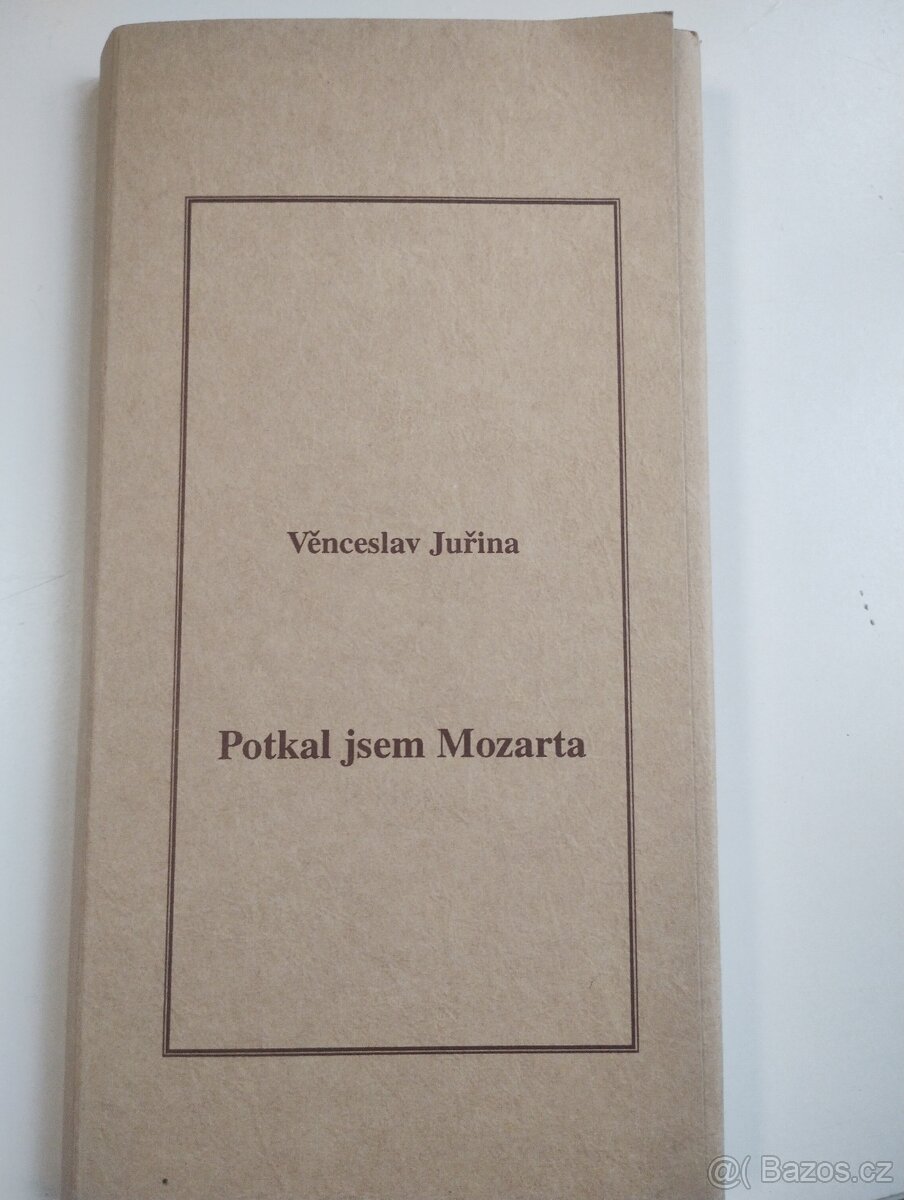 Věnceslav Juřina
Potkal jsem Mozarta
@( Bazos.cz